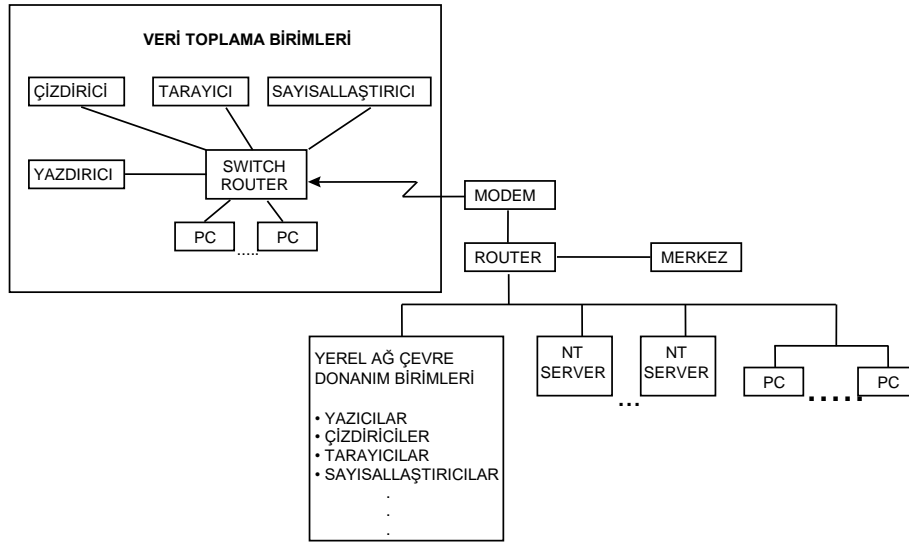 VERİ TOPLAMA BİRİMLERİ
ÇİZDİRİCİ
TARAYICI
SAYISALLAŞTIRICI
YAZDIRICI
SWITCH
ROUTER
PC
.....
PC
MODEM
ROUTER
MERKEZ
YEREL AĞ ÇEVRE
DONANIM BİRİMLERİ
• YAZICILAR
• ÇİZDİRİCİLER
• TARAYICILAR
• SAYISALLAŞTIRICILAR
.
.
.
NT
SERVER
...
NT
SERVER
PC
.....
PC